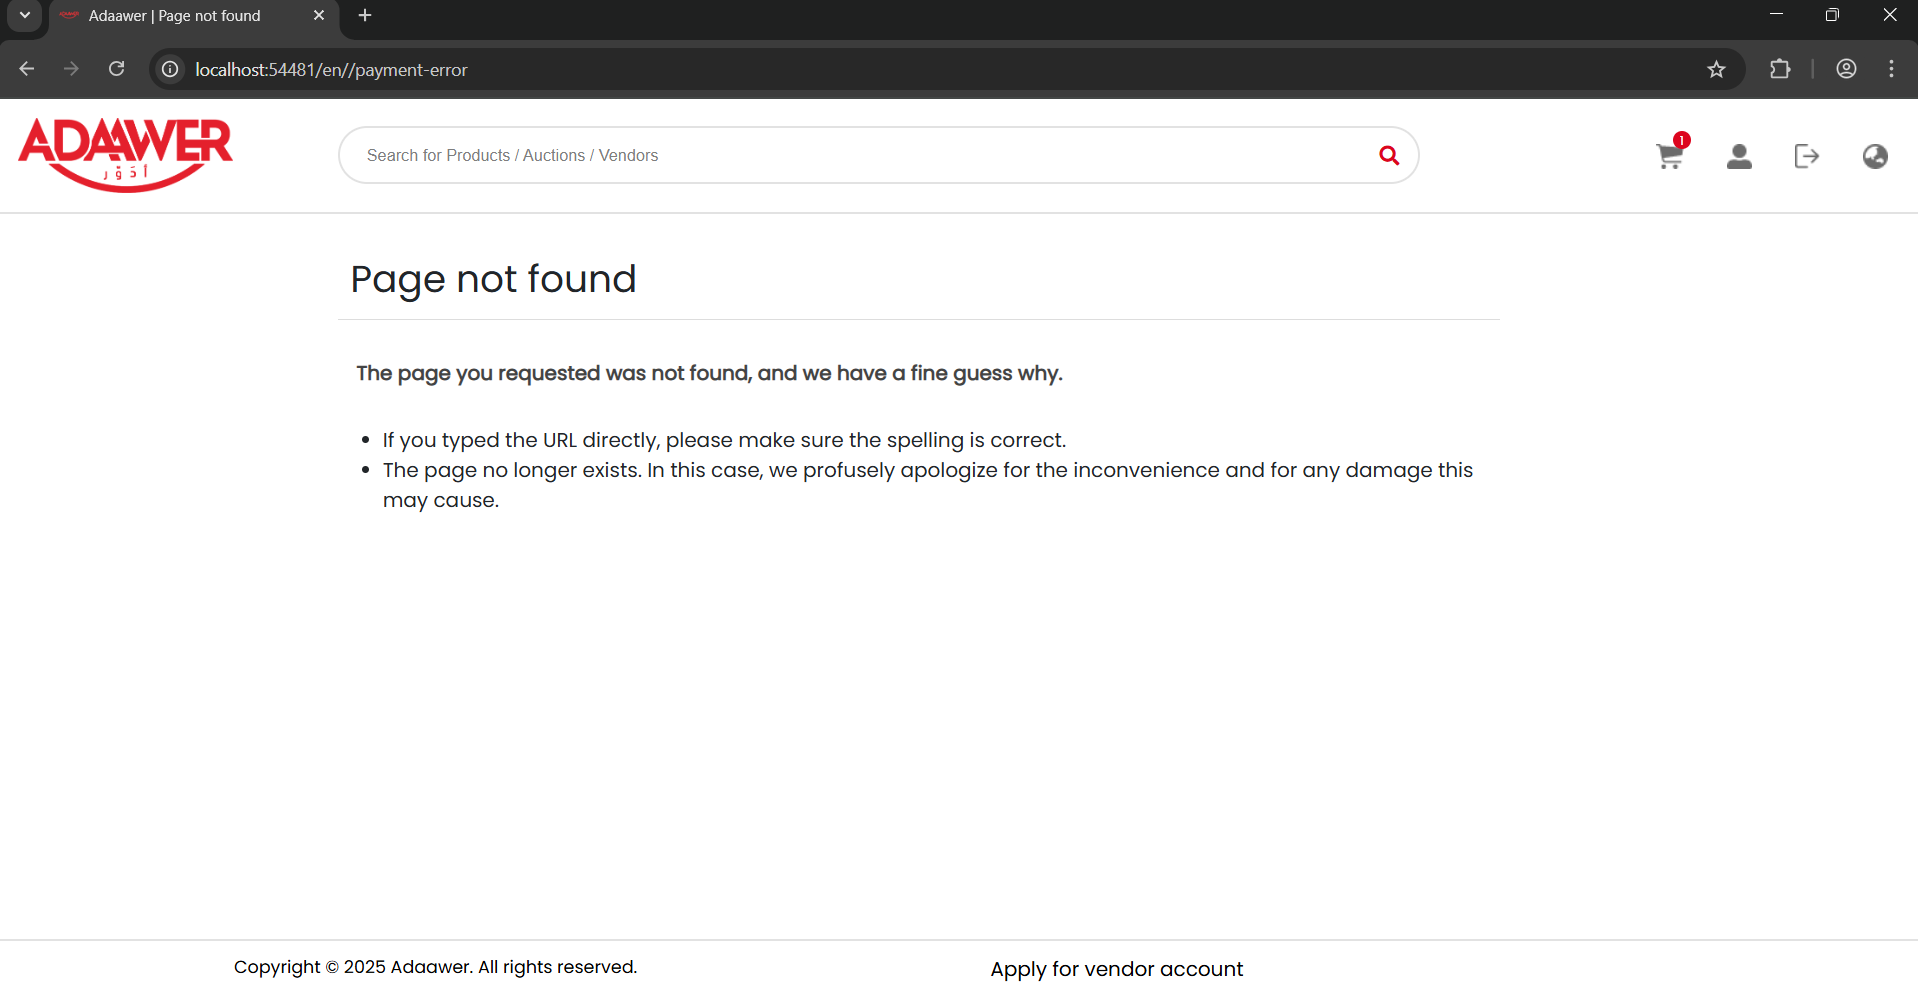 Adaawer | Page not found
localhost:54481/en//payment-error
ADAAWER
أدَوّر
Search for Products / Auctions / Vendors
1
Page not found
The page you requested was not found, and we have a fine guess why.
If you typed the URL directly, please make sure the spelling is correct.
The page no longer exists. In this case, we profusely apologize for the inconvenience and for any damage this
may cause.
Copyright © 2025 Adaawer. All rights reserved.
Apply for vendor account